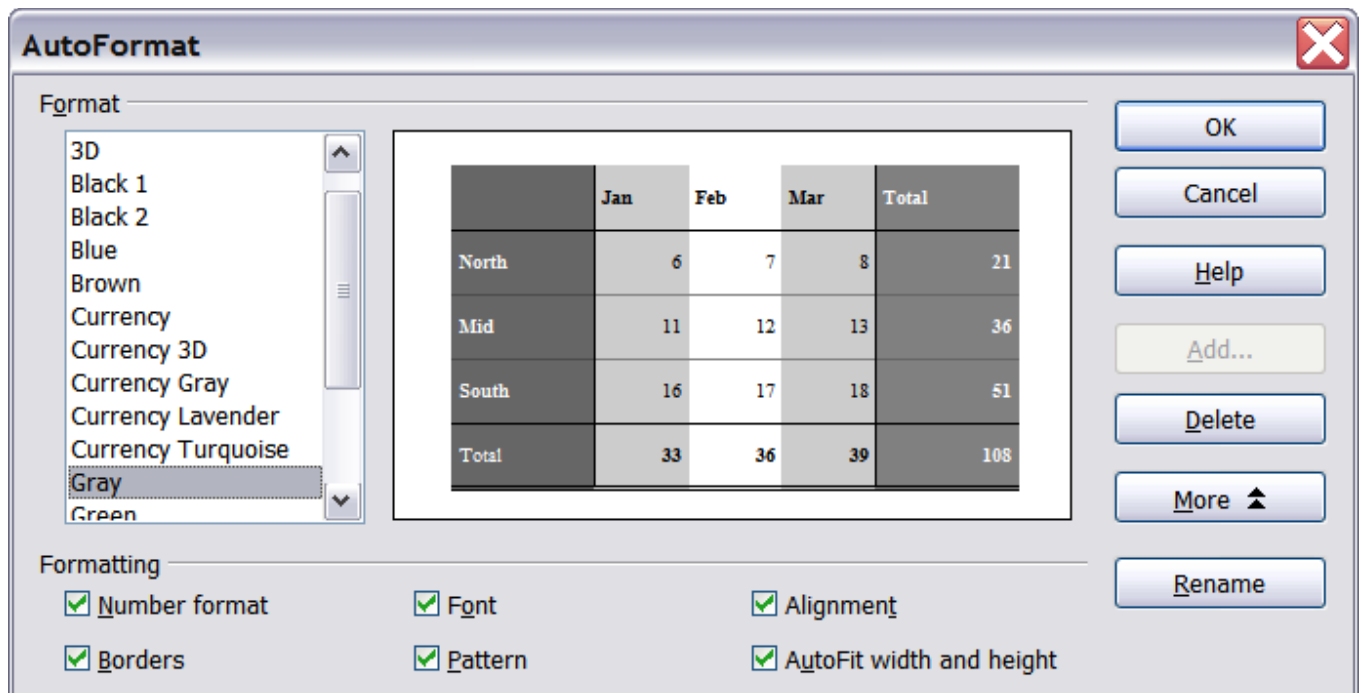 AutoFormat
Format
3D
Black 1
Black 2
Blue
Brown
Currency
Currency 3D
Currency Gray
Currency Lavender
Currency Turquoise
Gray
Green
Jan Feb Mar Total
North 6 7 8 21
Mid 11 12 13 36
South 16 17 18 51
Total 33 36 39 108
OK
Cancel
Help
Add...
Delete
More
Rename
Formatting
Number format Font Alignment
Borders Pattern AutoFit width and height